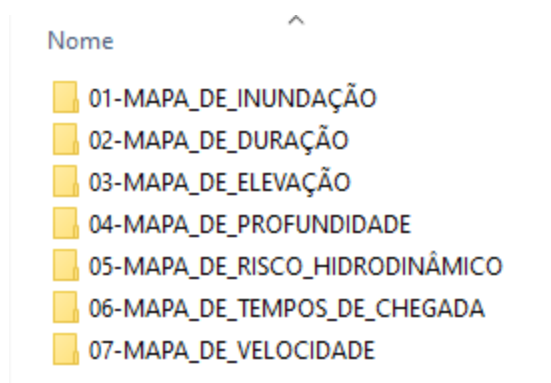 Nome
01-MAPA_DE_INUNDAÇÃO
02-MAPA_DE_DURAÇÃO
03-MAPA_DE_ELEVAÇÃO
04-MAPA_DE_PROFUNDIDADE
05-MAPA_DE_RISCO_HIDRODINÂMICO
06-MAPA_DE_TEMPOS_DE_CHEGADA
07-MAPA_DE_VELOCIDADE